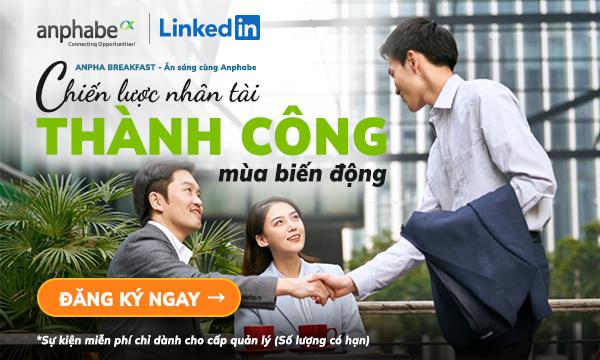 anphabe α
Connecting Opportunities!
LinkedIn
ANPHA BREAKFAST - Ăn sáng cùng Anphabe
Chiến lược nhân tài
THÀNH CÔNG
mùa biến động
ĐĂNG KÝ NGAY →
*Sự kiện miễn phí chỉ dành cho cấp quản lý (Số lượng có hạn)